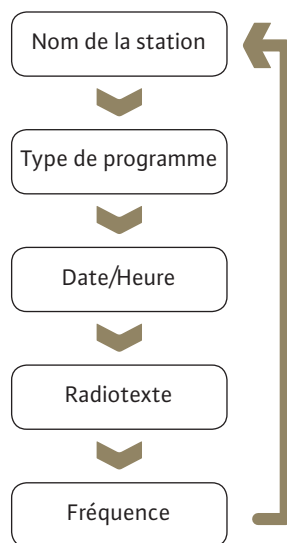 Nom de la station
Type de programme
Date/Heure
Radiotexte
Fréquence